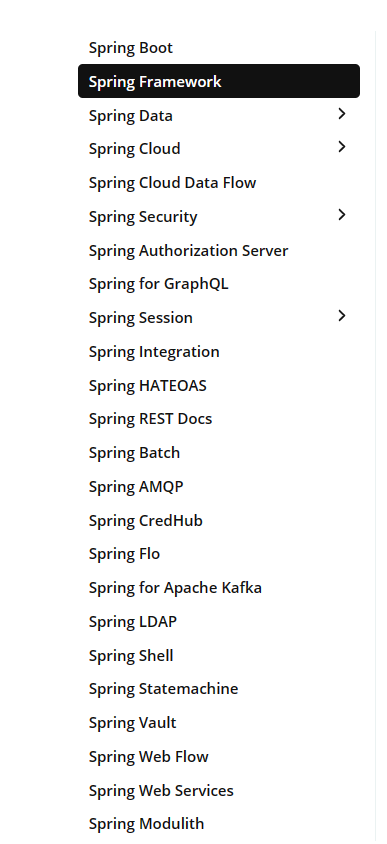 Spring Boot
Spring Framework
Spring Data
Spring Cloud
Spring Cloud Data Flow
Spring Security
Spring Authorization Server
Spring for GraphQL
Spring Session
Spring Integration
Spring HATEOAS
Spring REST Docs
Spring Batch
Spring AMQP
Spring CredHub
Spring Flo
Spring for Apache Kafka
Spring LDAP
Spring Shell
Spring Statemachine
Spring Vault
Spring Web Flow
Spring Web Services
Spring Modulith